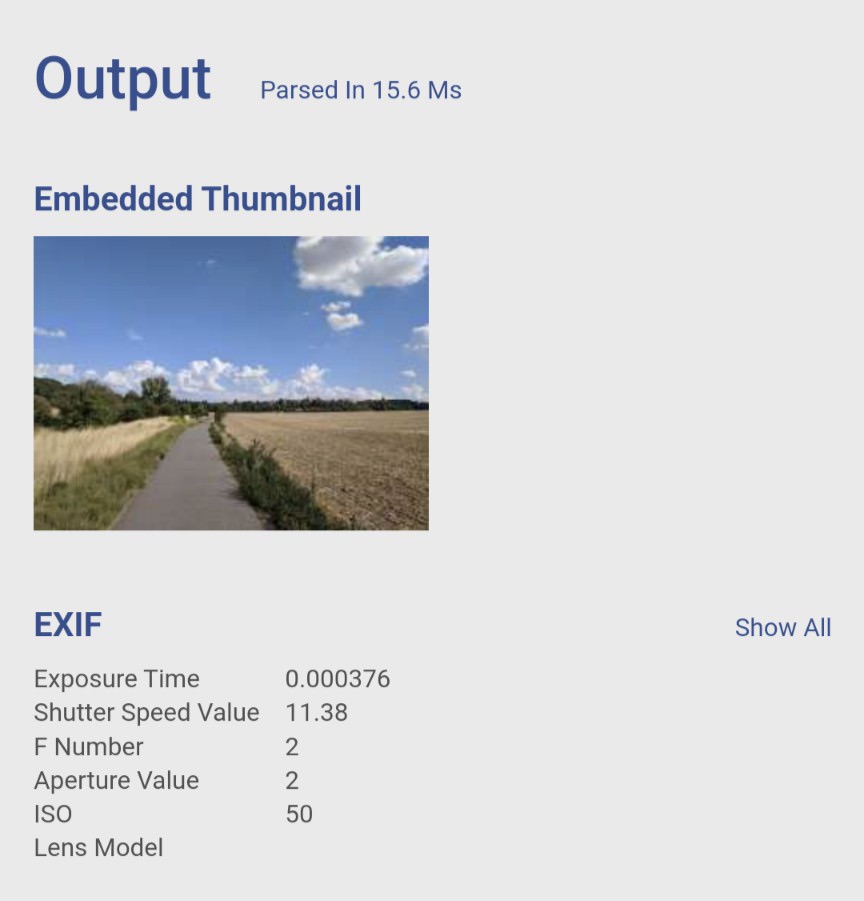 Output Parsed In 15.6 Ms
Embedded Thumbnail
EXIF Show All
Exposure Time 0.000376
Shutter Speed Value 11.38
F Number 2
Aperture Value 2
ISO 50
Lens Model